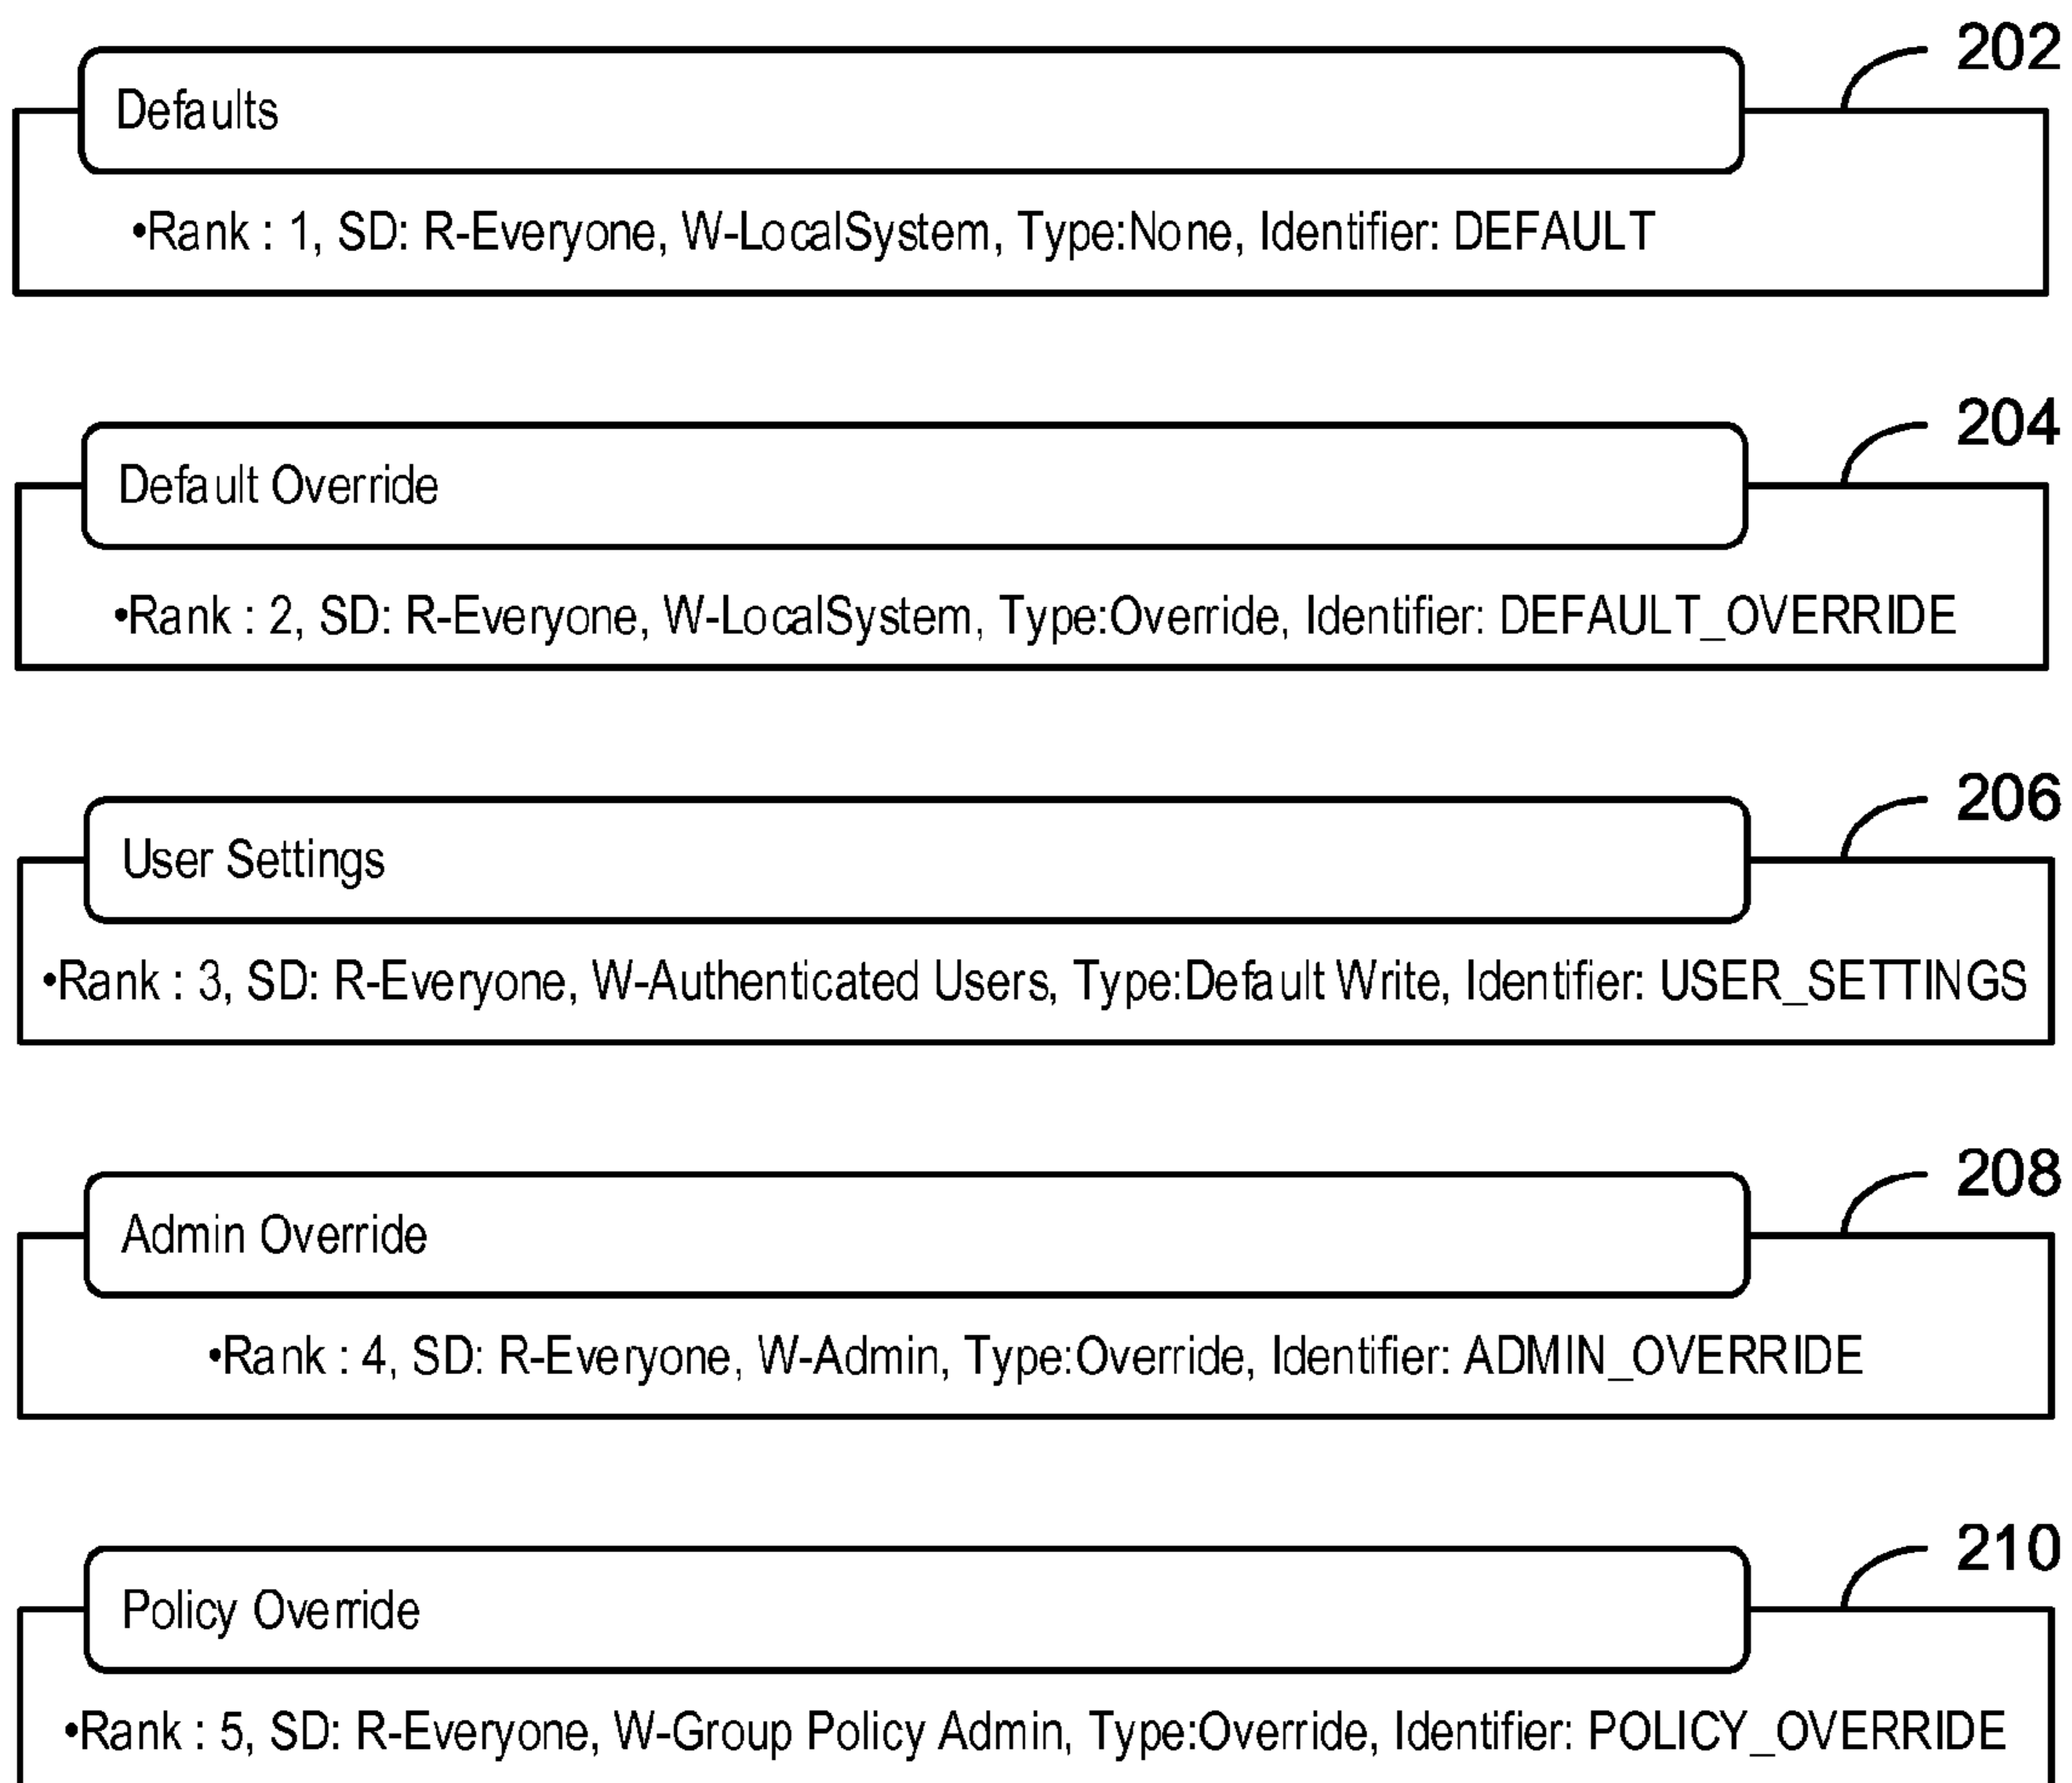 202
Defaults
•Rank : 1, SD: R-Everyone, W-LocalSystem, Type:None, Identifier: DEFAULT
204
Default Override
•Rank : 2, SD: R-Everyone, W-LocalSystem, Type:Override, Identifier: DEFAULT_OVERRIDE
206
User Settings
•Rank : 3, SD: R-Everyone, W-Authenticated Users, Type:Default Write, Identifier: USER_SETTINGS
208
Admin Override
•Rank : 4, SD: R-Everyone, W-Admin, Type:Override, Identifier: ADMIN_OVERRIDE
210
Policy Override
•Rank : 5, SD: R-Everyone, W-Group Policy Admin, Type:Override, Identifier: POLICY_OVERRIDE